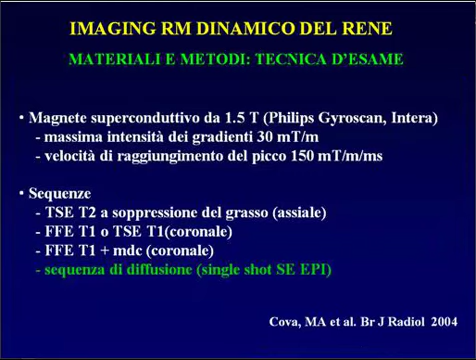 IMAGING RM DINAMICO DEL RENE
MATERIALI E METODI: TECNICA D'ESAME
• Magnete superconduttivo da 1.5 T (Philips Gyroscan, Intera)
- massima intensità dei gradienti 30 mT/m
- velocità di raggiungimento del picco 150 mT/m/ms
• Sequenze
- TSE T2 a soppressione del grasso (assiale)
- FFE T1 o TSE T1(coronale)
- FFE T1 + mdc (coronale)
- sequenza di diffusione (single shot SE EPI)
Cova, MA et al. Br J Radiol 2004